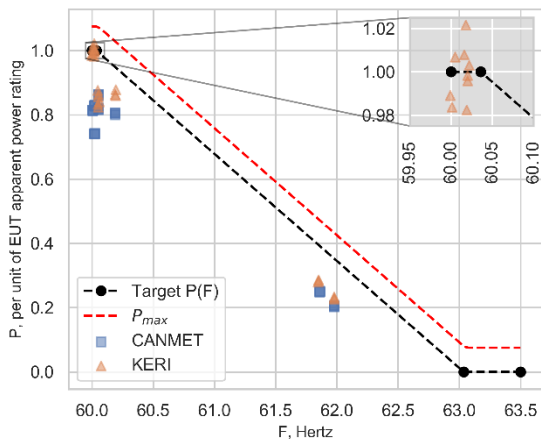 1.02
1.00
0.98
59.95
60.00
60.05
60.10
1.0
0.8
0.6
0.4
0.2
0.0
P, per unit of EUT apparent power rating
Target P(F)
P_max
CANMET
KERI
60.0 60.5 61.0 61.5 62.0 62.5 63.0 63.5
F, Hertz